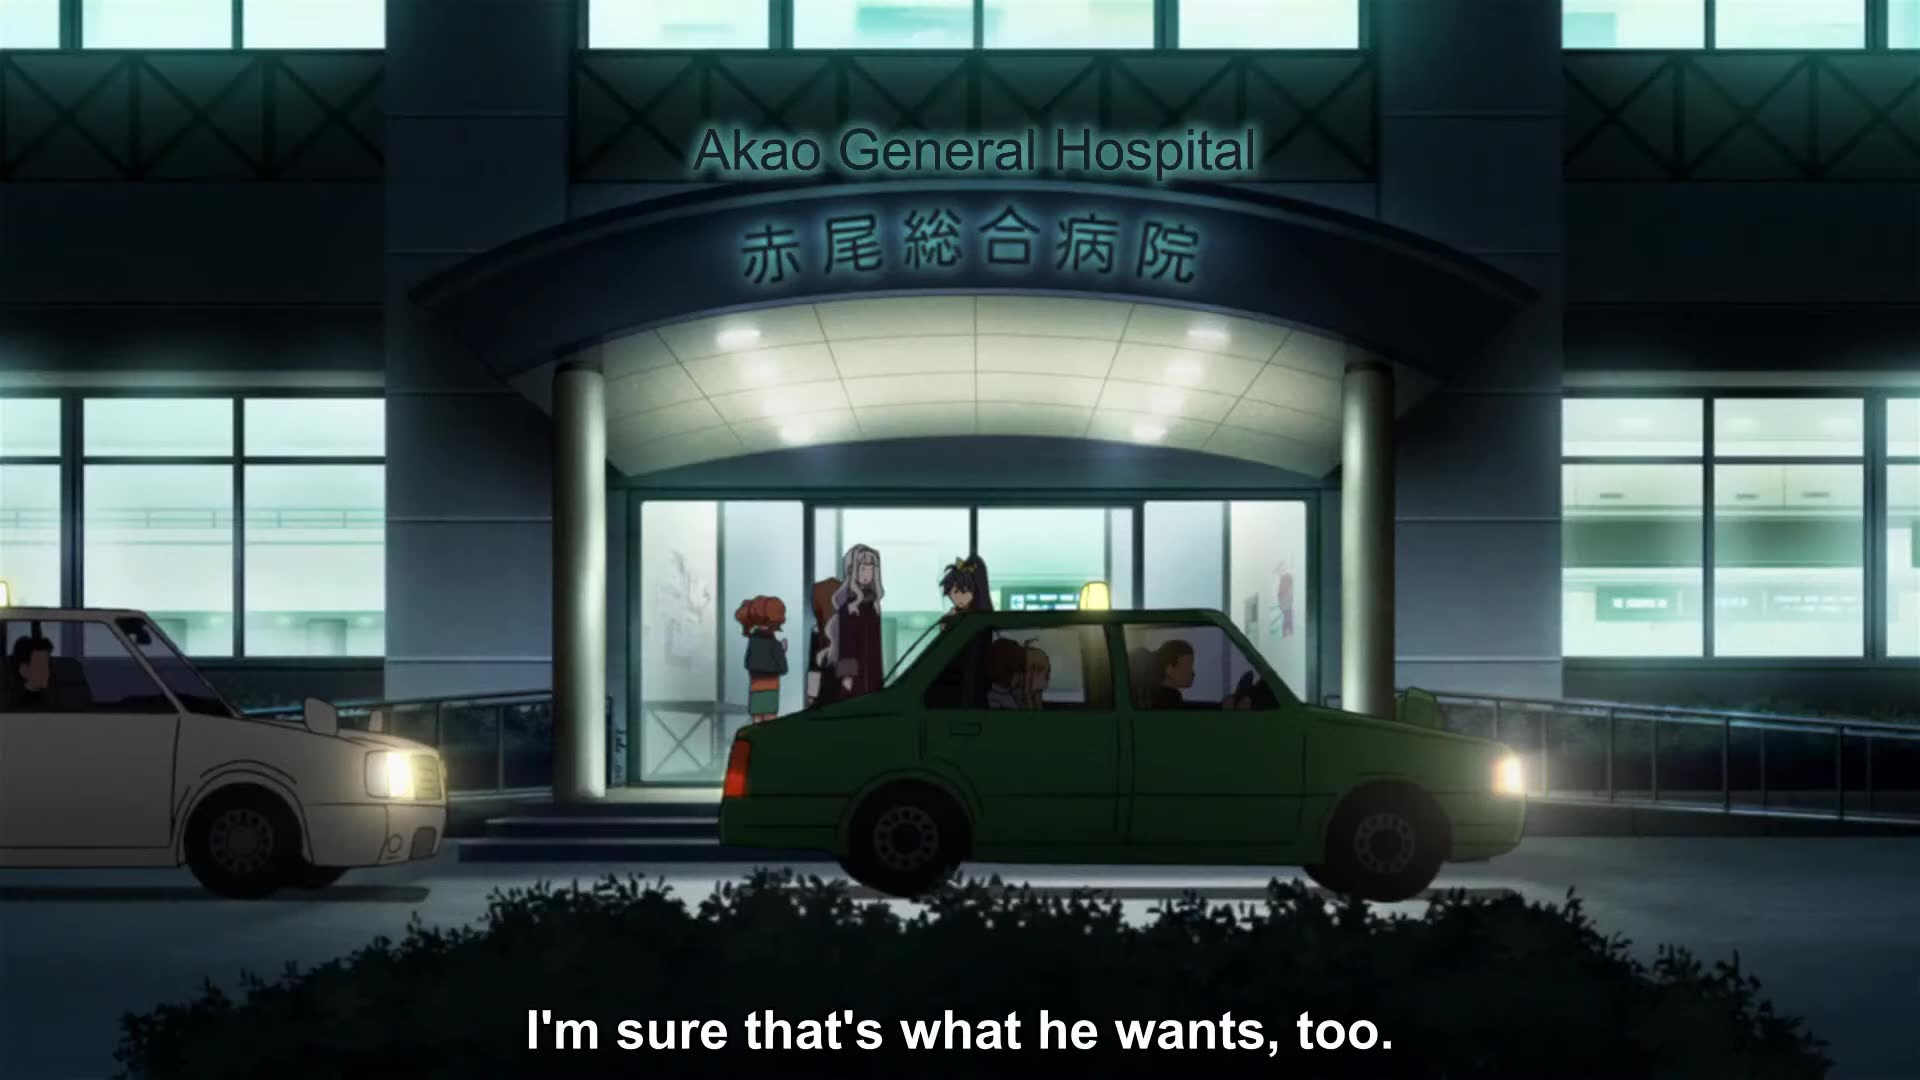 Akao General Hospital
赤尾総合病院
I'm sure that's what he wants, too.